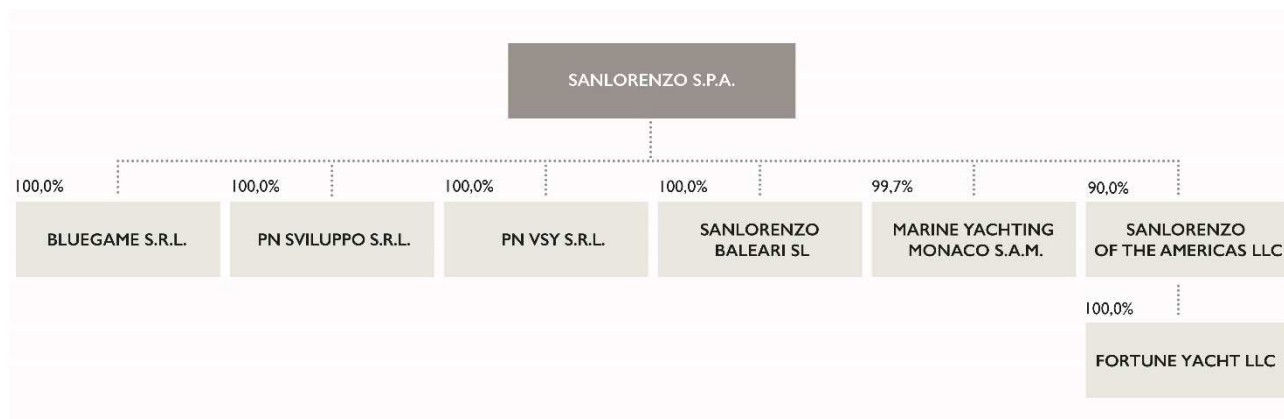 SANLORENZO S.P.A.
100,0%
100,0%
100,0%
100,0%
99,7%
90,0%
BLUEGAME S.R.L.
PN SVILUPPO S.R.L.
PN VSY S.R.L.
SANLORENZO
BALEARI SL
MARINE YACHTING
MONACO S.A.M.
SANLORENZO
OF THE AMERICAS LLC
100,0%
FORTUNE YACHT LLC